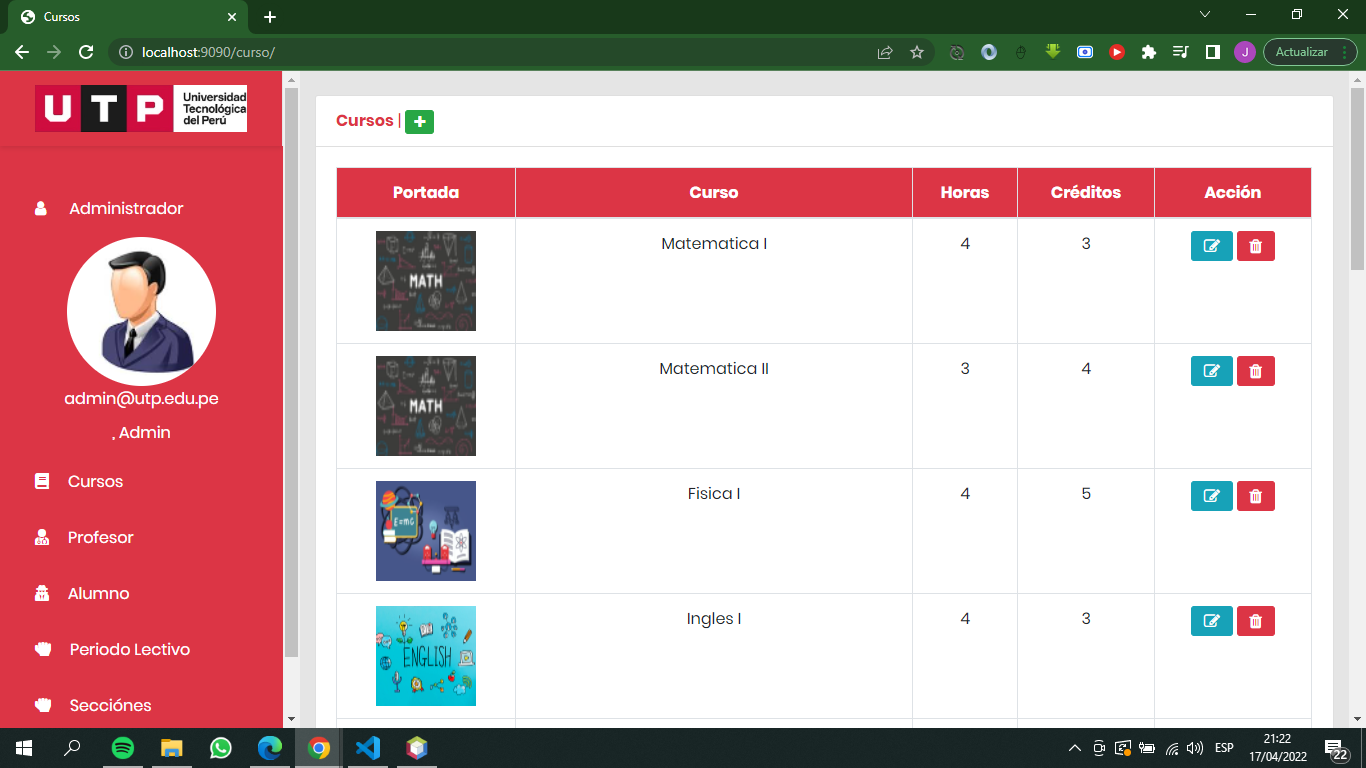 Cursos
localhost:9090/curso/
J
Actualizar
U T P
Universidad
Tecnológica
del Perú
Administrador
admin@utp.edu.pe
, Admin
Cursos
Profesor
Alumno
Periodo Lectivo
Secciónes
Cursos |
Portada Curso Horas Créditos Acción
MATH
Matematica I 4 3
MATH
Matematica II 3 4
E=mc
Fisica I 4 5
ENGLISH
Ingles I 4 3
ESP
21:22
17/04/2022
22